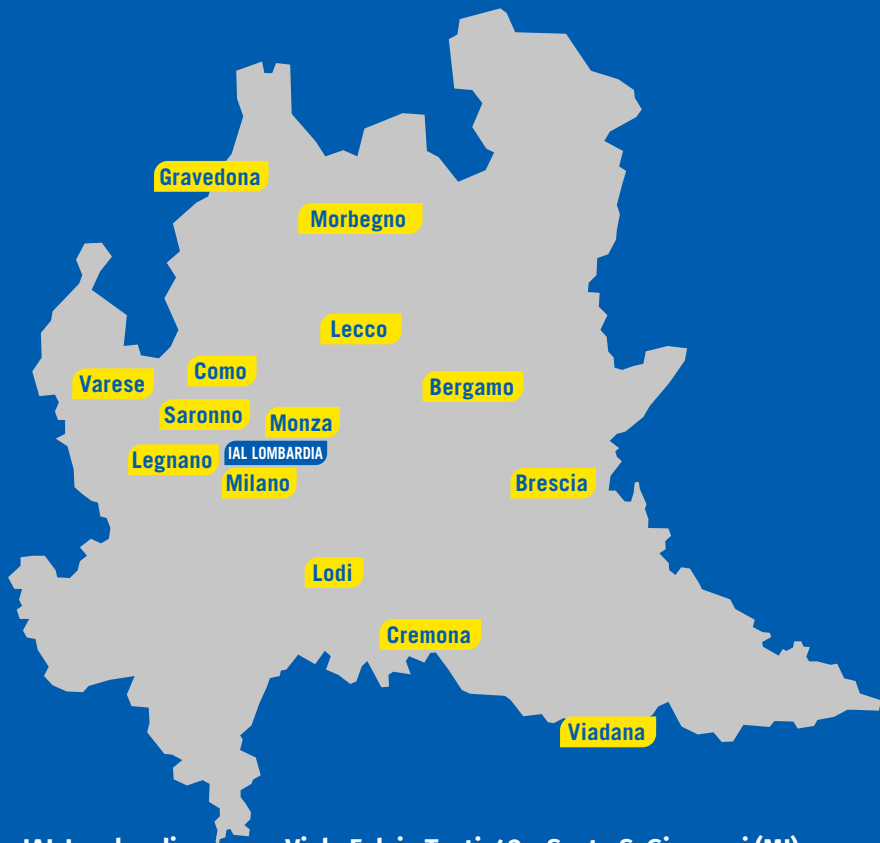 Gravedona
Morbegno
Lecco
Como
Varese
Bergamo
Saronno
Monza
IAL LOMBARDIA
Legnano
Milano
Brescia
Lodi
Cremona
Viadana